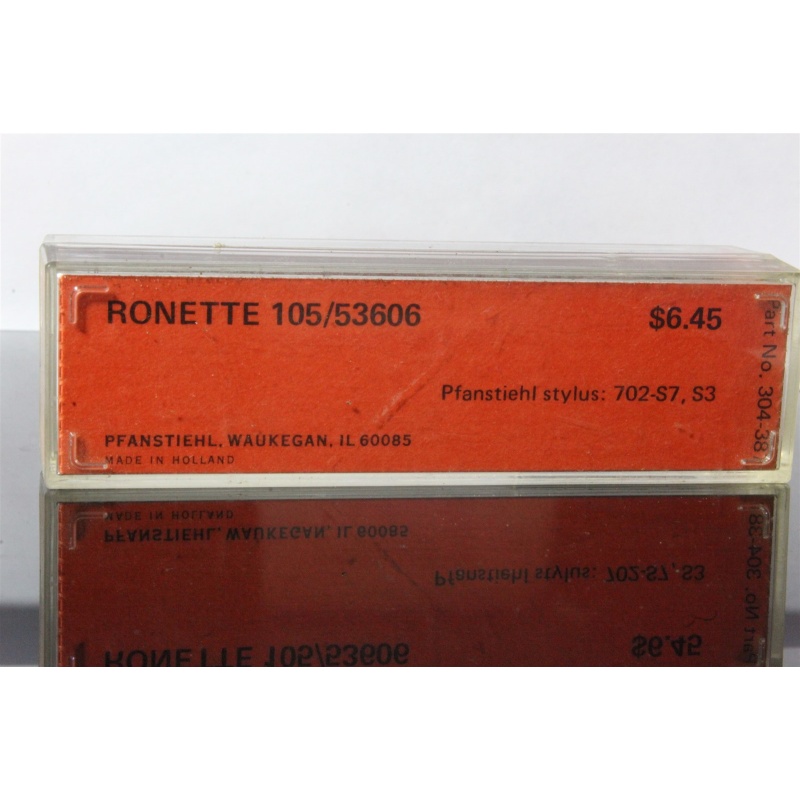 RONETTE 105/53606
$6.45
Pfanstiehl stylus: 702-S7, S3
PFANSTIEHL, WAUKEGAN, IL 60085
MADE IN HOLLAND
Part No. 304-38